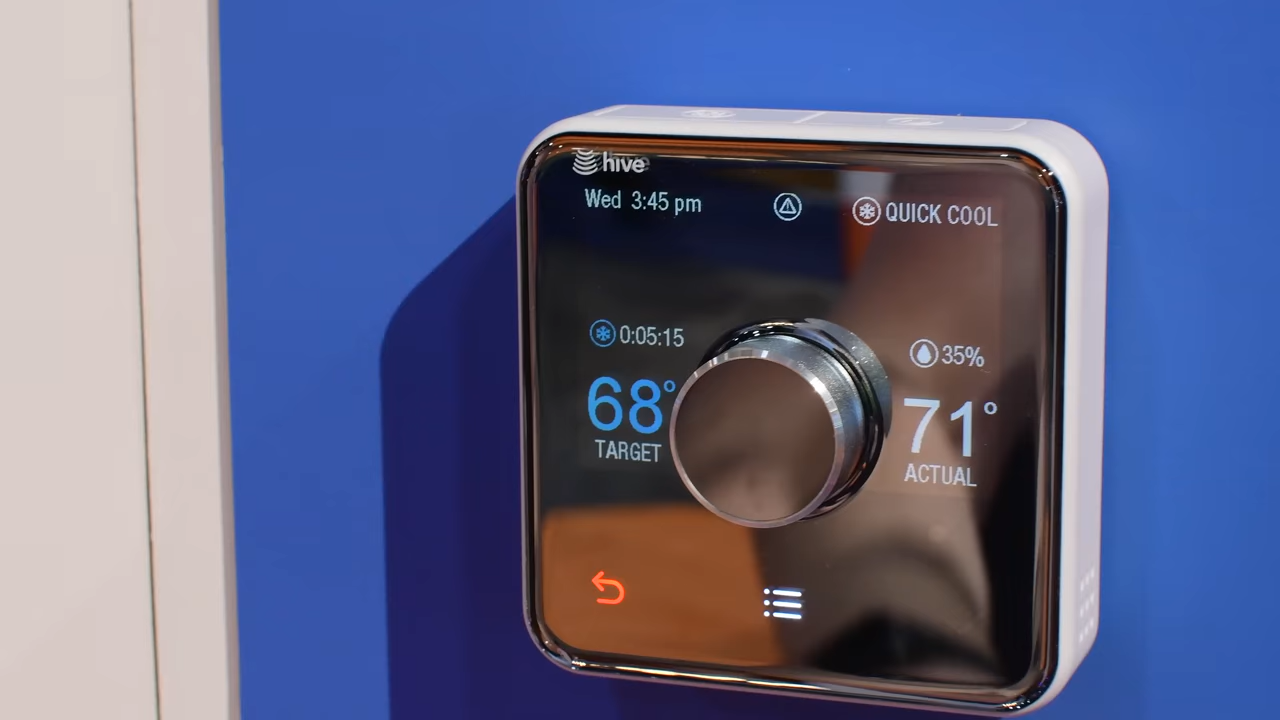 hive
Wed 3:45 pm
QUICK COOL
0:05:15
35%
68°
71°
TARGET
ACTUAL